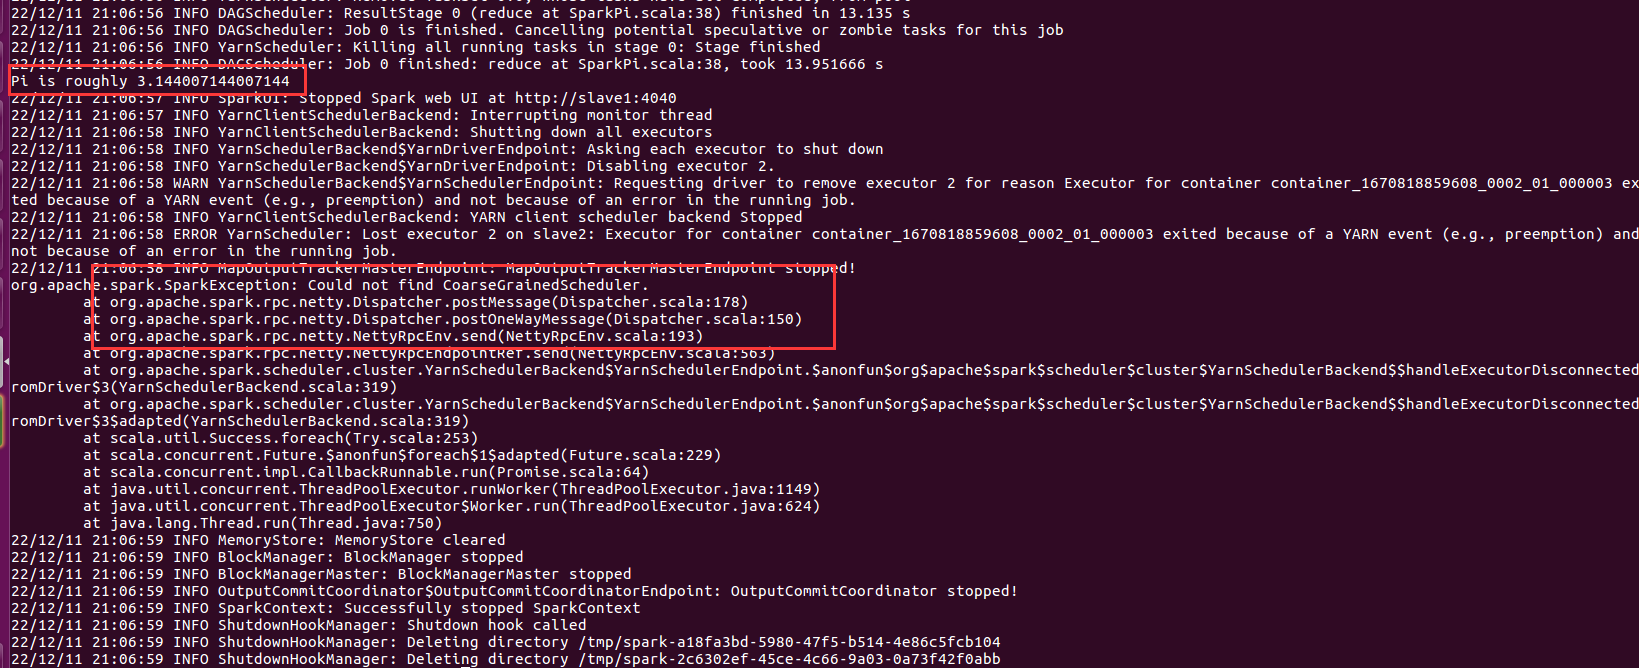 22/12/11 21:06:56 INFO DAGScheduler: ResultStage 0 (reduce at SparkPi.scala:38) finished in 13.135 s
22/12/11 21:06:56 INFO DAGScheduler: Job 0 is finished. Cancelling potential speculative or zombie tasks for this job
22/12/11 21:06:56 INFO YarnScheduler: Killing all running tasks in stage 0: Stage finished
22/12/11 21:06:56 INFO DAGScheduler: Job 0 finished: reduce at SparkPi.scala:38, took 13.951666 s
Pi is roughly 3.144007144007144
22/12/11 21:06:57 INFO SparkUI: Stopped Spark web UI at http://slave1:4040
22/12/11 21:06:57 INFO YarnClientSchedulerBackend: Interrupting monitor thread
22/12/11 21:06:58 INFO YarnClientSchedulerBackend: Shutting down all executors
22/12/11 21:06:58 INFO YarnSchedulerBackend$YarnDriverEndpoint: Asking each executor to shut down
22/12/11 21:06:58 INFO YarnSchedulerBackend$YarnDriverEndpoint: Disabling executor 2.
22/12/11 21:06:58 WARN YarnSchedulerBackend$YarnSchedulerEndpoint: Requesting driver to remove executor 2 for reason Executor for container container_1670818859608_0002_01_000003 ex
ted because of a YARN event (e.g., preemption) and not because of an error in the running job.
22/12/11 21:06:58 INFO YarnClientSchedulerBackend: YARN client scheduler backend Stopped
22/12/11 21:06:58 ERROR YarnScheduler: Lost executor 2 on slave2: Executor for container container_1670818859608_0002_01_000003 exited because of a YARN event (e.g., preemption) and
not because of an error in the running job.
22/12/11 21:06:58 INFO MapOutputTrackerMasterEndpoint: MapOutputTrackerMasterEndpoint stopped!
org.apache.spark.SparkException: Could not find CoarseGrainedScheduler.
at org.apache.spark.rpc.netty.Dispatcher.postMessage(Dispatcher.scala:178)
at org.apache.spark.rpc.netty.Dispatcher.postOneWayMessage(Dispatcher.scala:150)
at org.apache.spark.rpc.netty.NettyRpcEnv.send(NettyRpcEnv.scala:193)
at org.apache.spark.rpc.netty.NettyRpcEndpointRef.send(NettyRpcEnv.scala:563)
at org.apache.spark.scheduler.cluster.YarnSchedulerBackend$YarnSchedulerEndpoint.$anonfun$org$apache$spark$scheduler$cluster$YarnSchedulerBackend$$handleExecutorDisconnected
romDriver$3(YarnSchedulerBackend.scala:319)
at org.apache.spark.scheduler.cluster.YarnSchedulerBackend$YarnSchedulerEndpoint.$anonfun$org$apache$spark$scheduler$cluster$YarnSchedulerBackend$$handleExecutorDisconnected
romDriver$3$adapted(YarnSchedulerBackend.scala:319)
at scala.util.Success.foreach(Try.scala:253)
at scala.concurrent.Future.$anonfun$foreach$1$adapted(Future.scala:229)
at scala.concurrent.impl.CallbackRunnable.run(Promise.scala:64)
at java.util.concurrent.ThreadPoolExecutor.runWorker(ThreadPoolExecutor.java:1149)
at java.util.concurrent.ThreadPoolExecutor$Worker.run(ThreadPoolExecutor.java:624)
at java.lang.Thread.run(Thread.java:750)
22/12/11 21:06:59 INFO MemoryStore: MemoryStore cleared
22/12/11 21:06:59 INFO BlockManager: BlockManager stopped
22/12/11 21:06:59 INFO BlockManagerMaster: BlockManagerMaster stopped
22/12/11 21:06:59 INFO OutputCommitCoordinator$OutputCommitCoordinatorEndpoint: OutputCommitCoordinator stopped!
22/12/11 21:06:59 INFO SparkContext: Successfully stopped SparkContext
22/12/11 21:06:59 INFO ShutdownHookManager: Shutdown hook called
22/12/11 21:06:59 INFO ShutdownHookManager: Deleting directory /tmp/spark-a18fa3bd-5980-47f5-b514-4e86c5fcb104
22/12/11 21:06:59 INFO ShutdownHookManager: Deleting directory /tmp/spark-2c6302ef-45ce-4c66-9a03-0a73f42f0abb